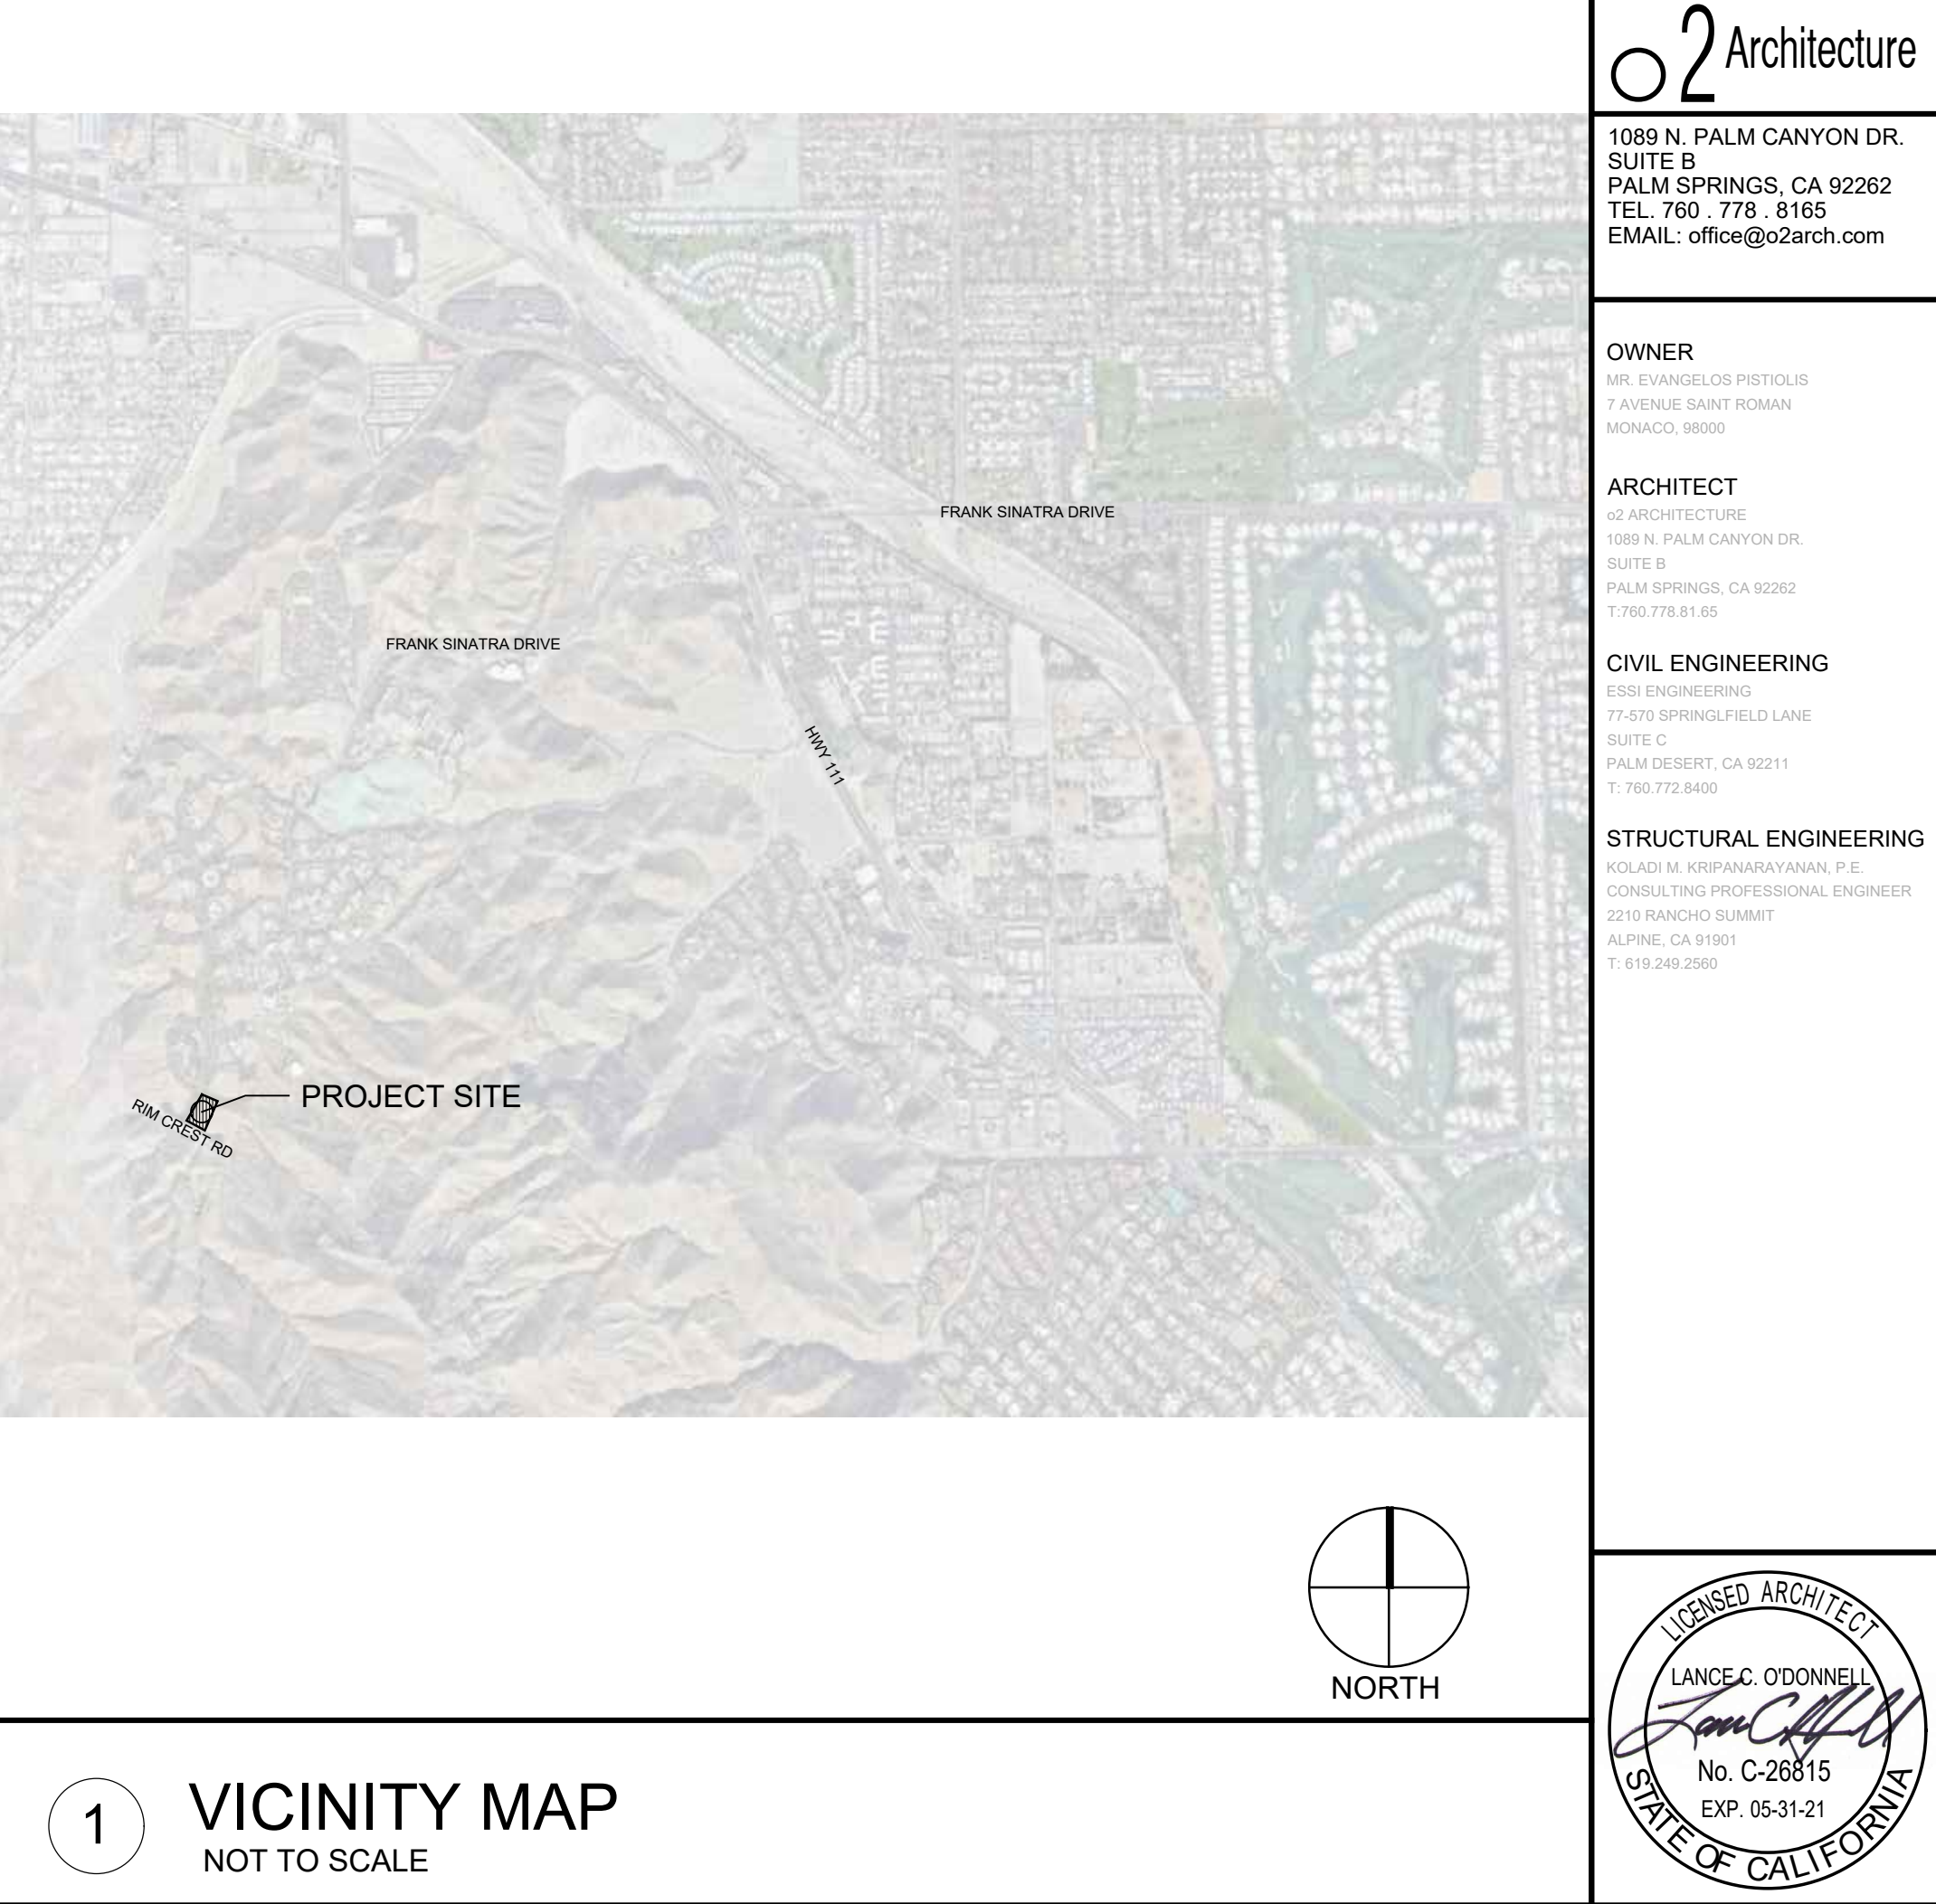 FRANK SINATRA DRIVE
FRANK SINATRA DRIVE
HWY 111
PROJECT SITE
RIM CREST RD
NORTH
1
VICINITY MAP
NOT TO SCALE
o2 Architecture
1089 N. PALM CANYON DR.
SUITE B
PALM SPRINGS, CA 92262
TEL. 760 . 778 . 8165
EMAIL: office@o2arch.com
OWNER
MR. EVANGELOS PISTIOLIS
7 AVENUE SAINT ROMAN
MONACO, 98000
ARCHITECT
o2 ARCHITECTURE
1089 N. PALM CANYON DR.
SUITE B
PALM SPRINGS, CA 92262
T:760.778.81.65
CIVIL ENGINEERING
ESSI ENGINEERING
77-570 SPRINGLFIELD LANE
SUITE C
PALM DESERT, CA 92211
T: 760.772.8400
STRUCTURAL ENGINEERING
KOLADI M. KRIPANARAYANAN, P.E.
CONSULTING PROFESSIONAL ENGINEER
2210 RANCHO SUMMIT
ALPINE, CA 91901
T: 619.249.2560
LICENSED ARCHITECT
LANCE C. O'DONNELL
No. C-26815
EXP. 05-31-21
STATE OF CALIFORNIA